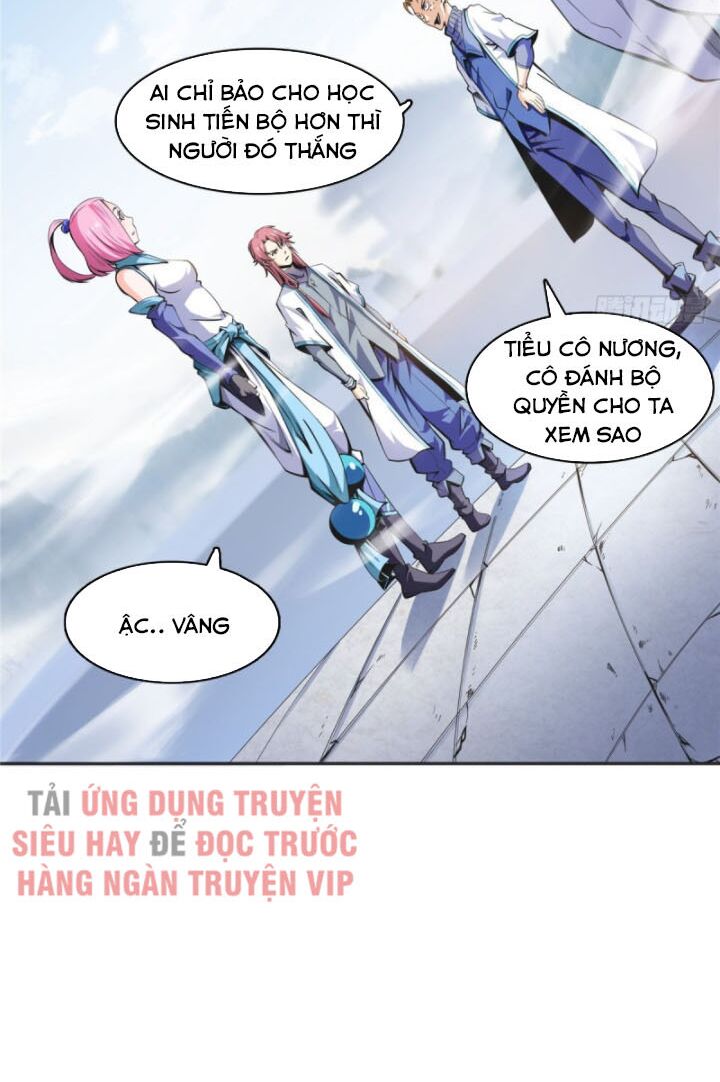 AI CHỈ BẢO CHO HỌC
SINH TIẾN BỘ HƠN THÌ
NGƯỜI ĐÓ THẮNG
TIỂU CÔ NƯƠNG,
CÔ ĐÁNH BỘ
QUYỀN CHO TA
XEM SAO
ẬC.. VÂNG
TẢI ỨNG DỤNG TRUYỆN
SIÊU HAY ĐỂ ĐỌC TRƯỚC
HÀNG NGÀN TRUYỆN VIP